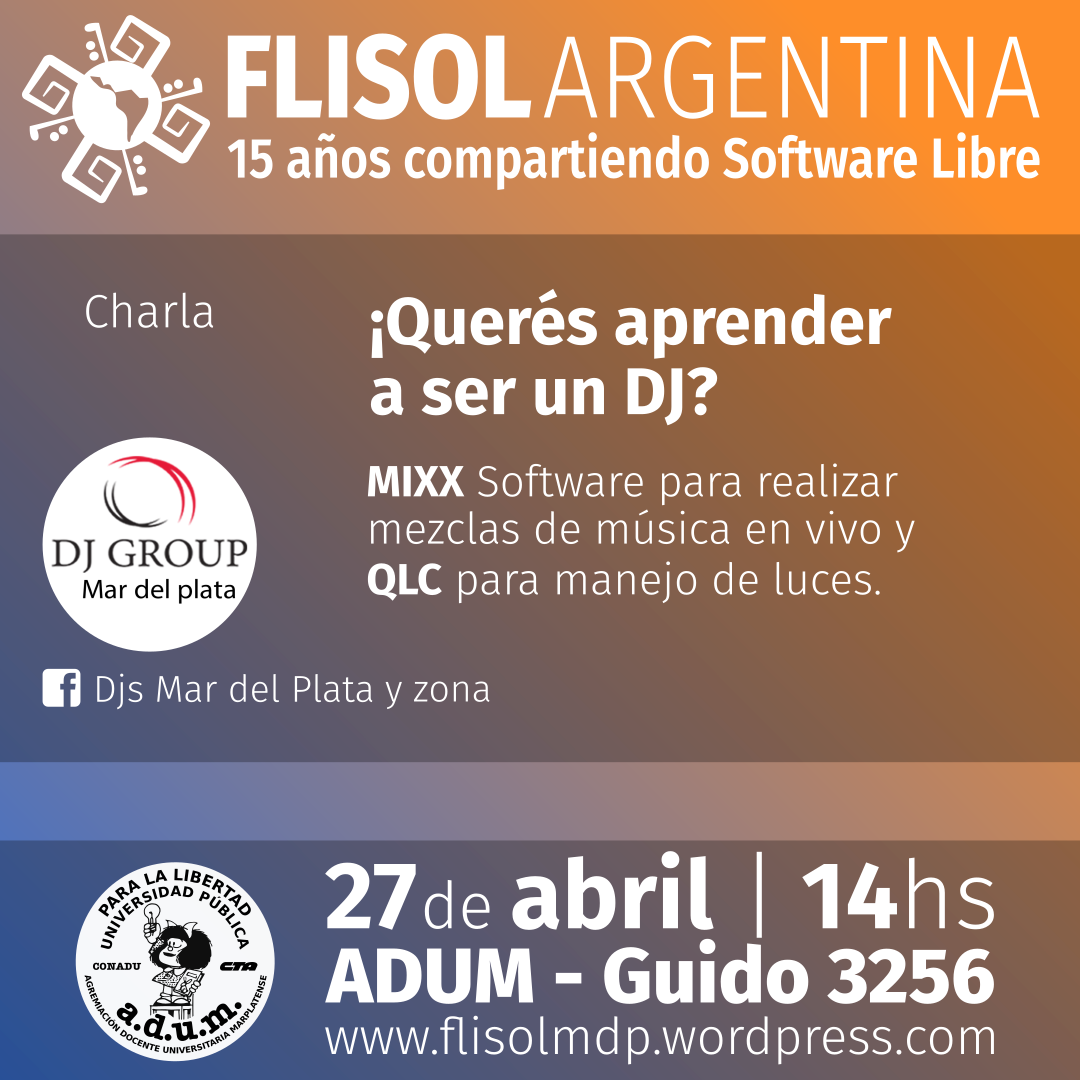 FLISOL ARGENTINA
15 años compartiendo Software Libre
Charla
¡Querés aprender
a ser un DJ?
MIXX Software para realizar
mezclas de música en vivo y
QLC para manejo de luces.
DJ GROUP
Mar del plata
Djs Mar del Plata y zona
PARA LA LIBERTAD
UNIVERSIDAD PÚBLICA
CONADU CTA
a.d.u.m.
AGREMIACIÓN DOCENTE UNIVERSITARIA MARPLATENSE
27 de abril | 14hs
ADUM - Guido 3256
www.flisolmdp.wordpress.com